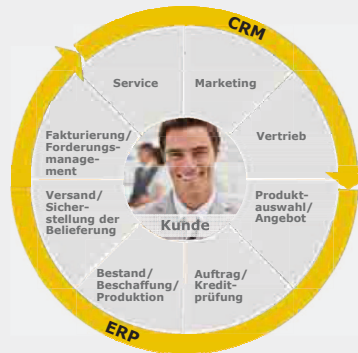 CRM
Service
Marketing
Fakturierung/
Forderungs-
manage-
ment
Vertrieb
Versand/
Sicher-
stellung der
Belieferung
Produkt-
auswahl/
Angebot
Kunde
Bestand/
Beschaffung/
Produktion
Auftrag/
Kredit-
prüfung
ERP